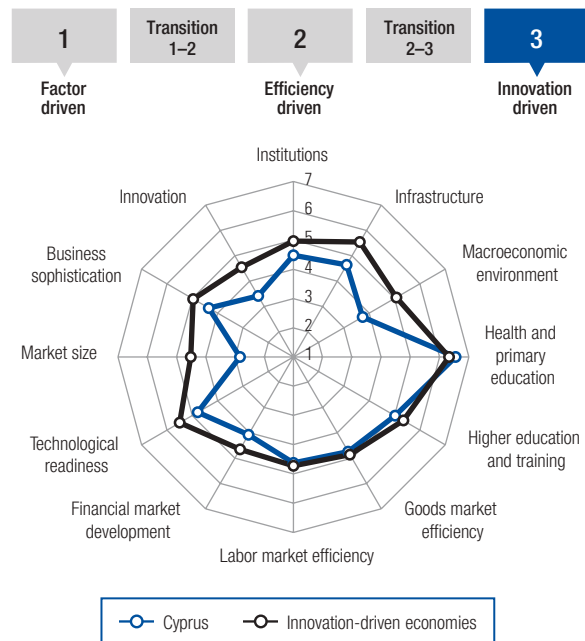 1
Transition
1–2
2
Transition
2–3
3
Factor
driven
Efficiency
driven
Innovation
driven
Institutions
7
Innovation
Infrastructure
6
Business
sophistication
5
Macroeconomic
environment
4
3
Market size
2
Health and
primary
education
1
Technological
readiness
Higher education
and training
Financial market
development
Goods market
efficiency
Labor market efficiency
Cyprus
Innovation-driven economies